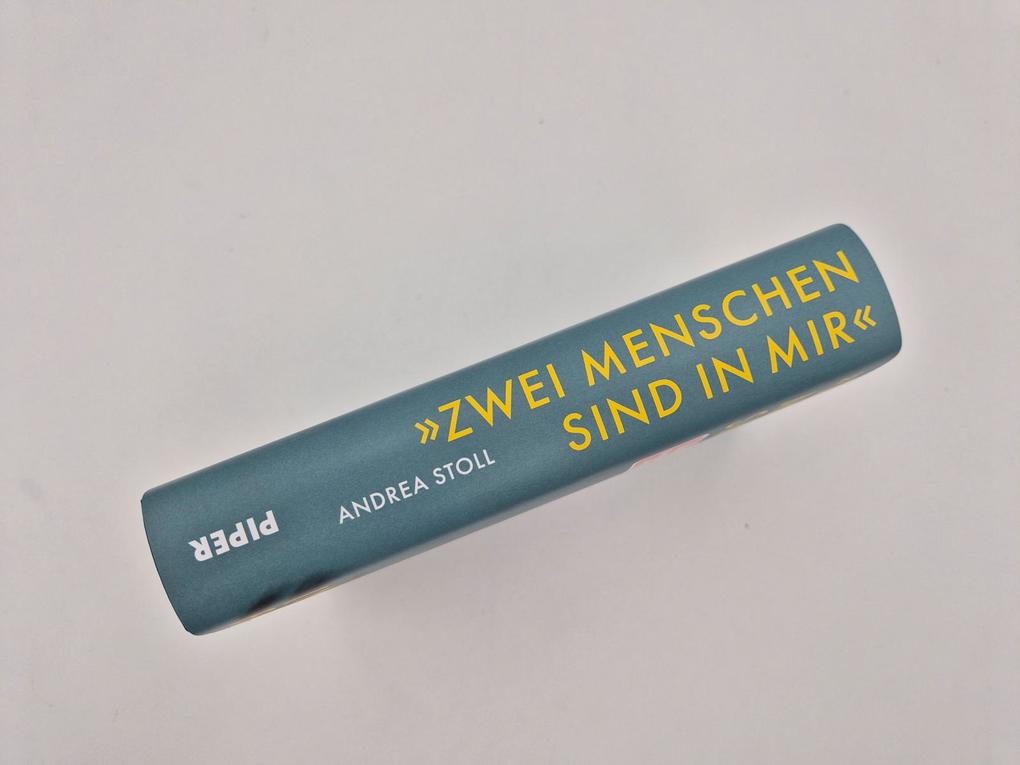 »ZWEI MENSCHEN
SIND IN MIR«
ANDREA STOLL
PIPER